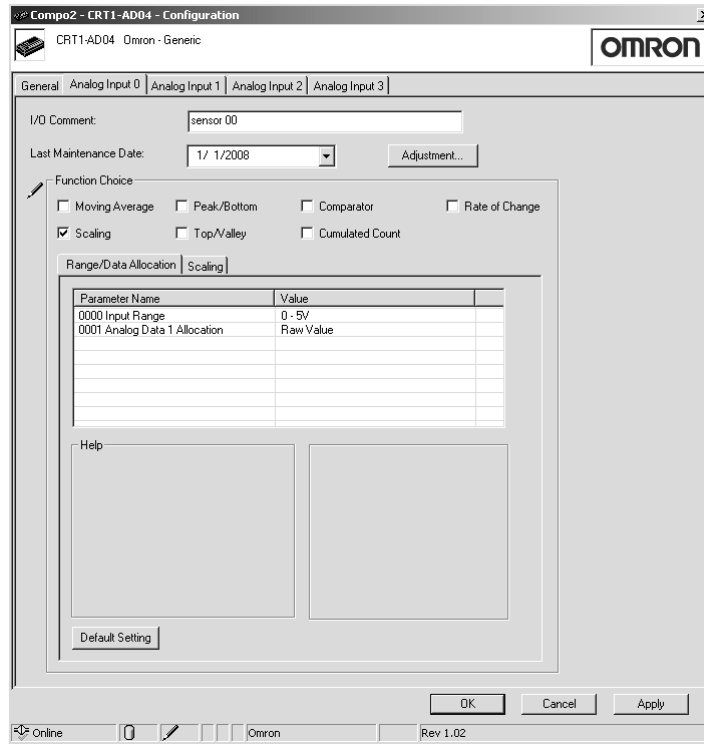 Compo2 - CRT1-AD04 - Configuration
CRT1-AD04 Omron - Generic
OMRON
General Analog Input 0 Analog Input 1 Analog Input 2 Analog Input 3
I/O Comment: sensor 00
Last Maintenance Date: 1/ 1/2008 Adjustment...
Function Choice
Moving Average Peak/Bottom Comparator Rate of Change
Scaling Top/Valley Cumulated Count
Range/Data Allocation Scaling
Parameter Name Value
0000 Input Range 0 - 5V
0001 Analog Data 1 Allocation Raw Value
Help
Default Setting
OK Cancel Apply
Online Omron Rev 1.02